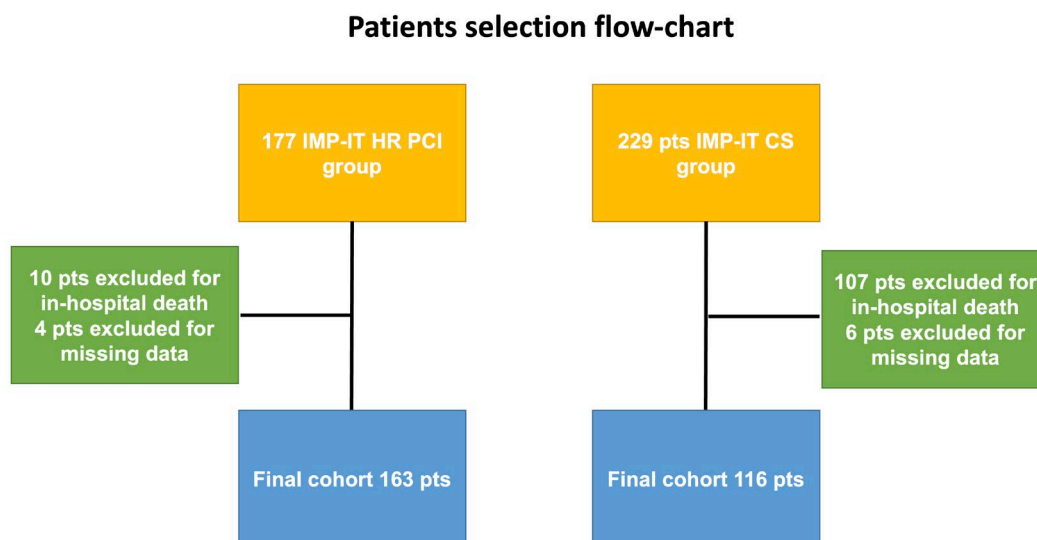 Patients selection flow-chart
177 IMP-IT HR PCI
group
229 pts IMP-IT CS
group
10 pts excluded for
in-hospital death
4 pts excluded for
missing data
107 pts excluded for
in-hospital death
6 pts excluded for
missing data
Final cohort 163 pts
Final cohort 116 pts